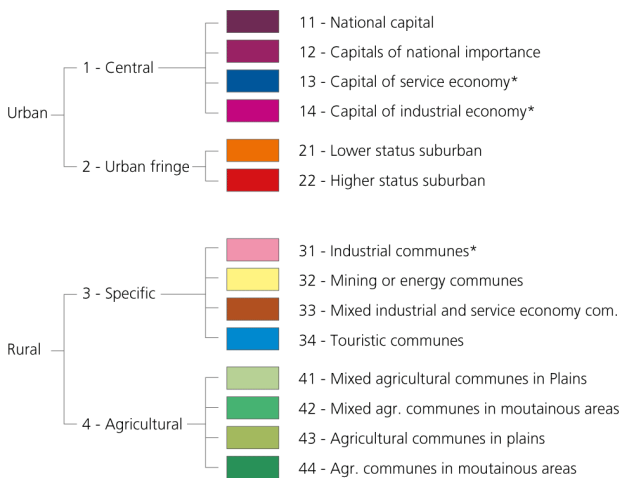 11 - National capital
12 - Capitals of national importance
1 - Central
13 - Capital of service economy*
14 - Capital of industrial economy*
Urban
21 - Lower status suburban
2 - Urban fringe
22 - Higher status suburban
31 - Industrial communes*
32 - Mining or energy communes
3 - Specific
33 - Mixed industrial and service economy com.
34 - Touristic communes
Rural
41 - Mixed agricultural communes in Plains
42 - Mixed agr. communes in moutainous areas
4 - Agricultural
43 - Agricultural communes in plains
44 - Agr. communes in moutainous areas